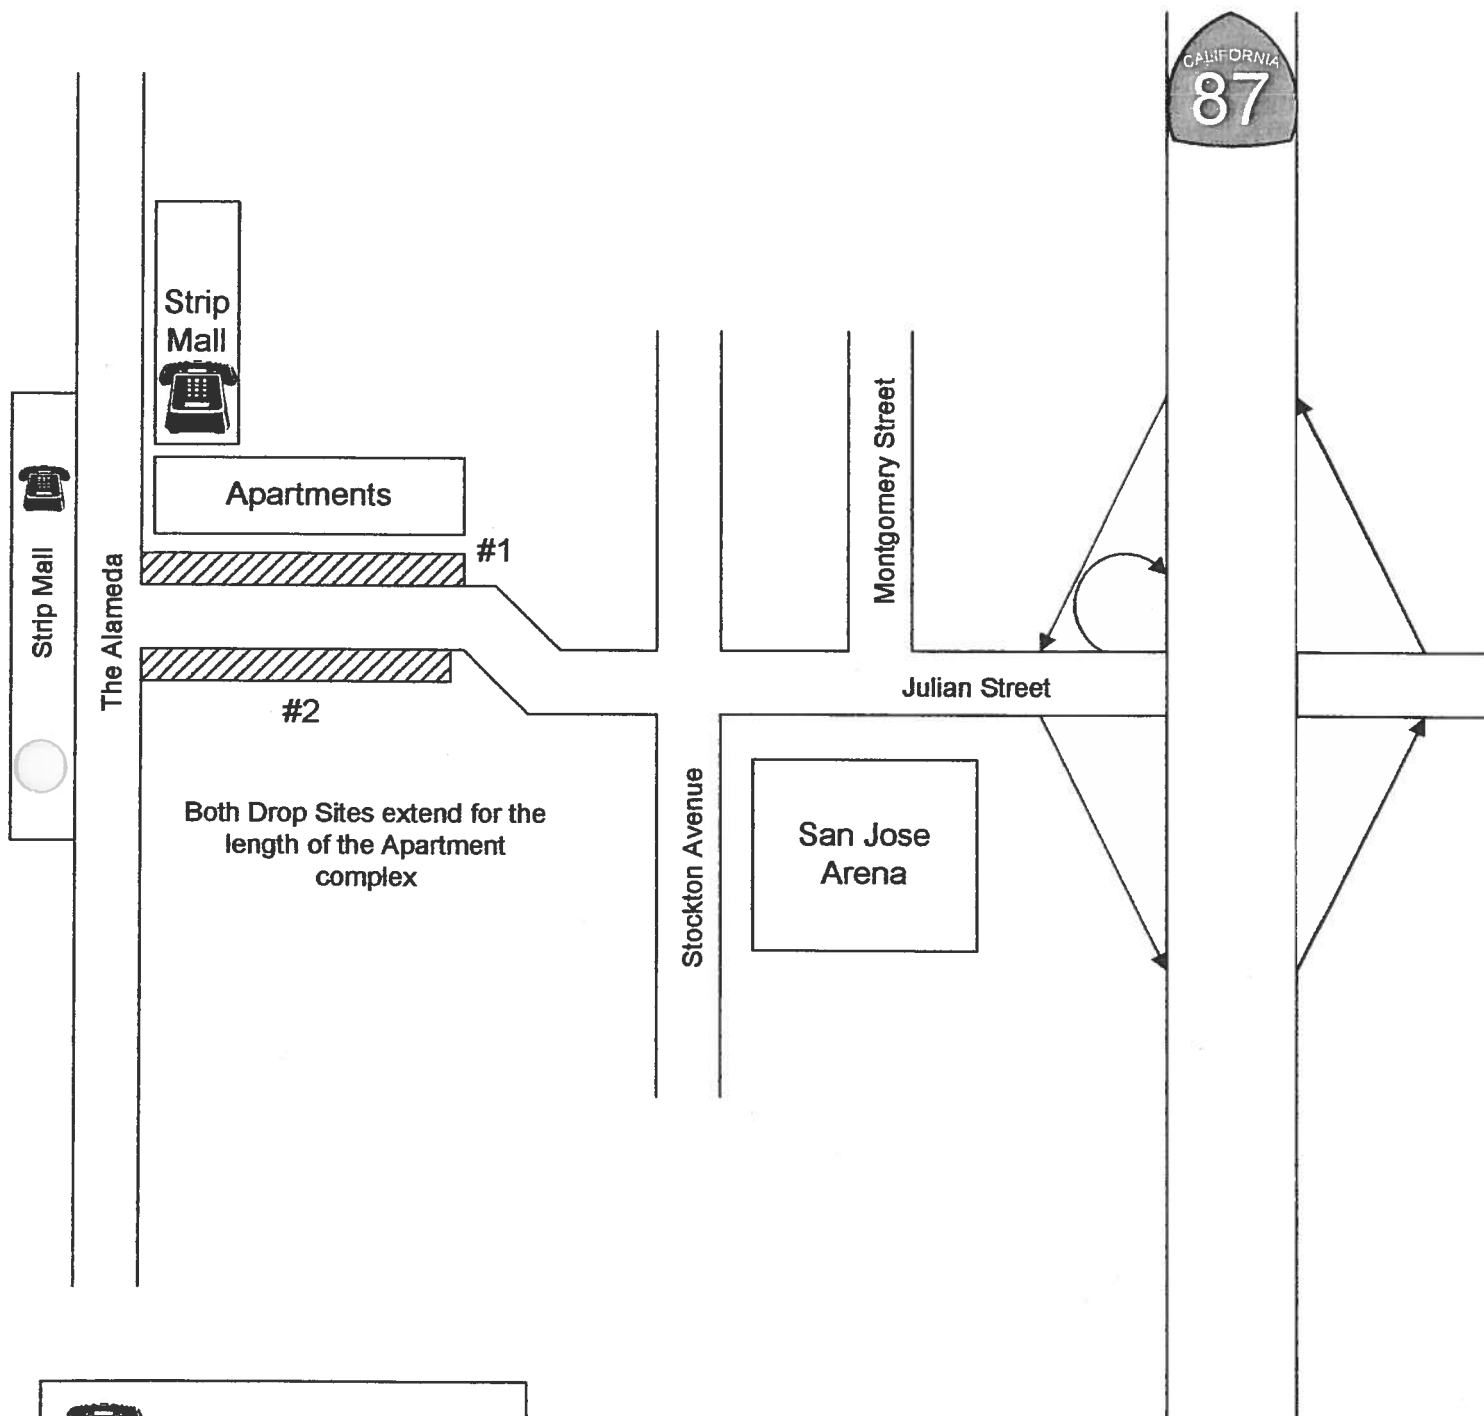 CALIFORNIA
87
Strip
Mall
Apartments
#1
Montgomery Street
Strip Mall
The Alameda
Julian Street
#2
Both Drop Sites extend for the
length of the Apartment
complex
Stockton Avenue
San Jose
Arena